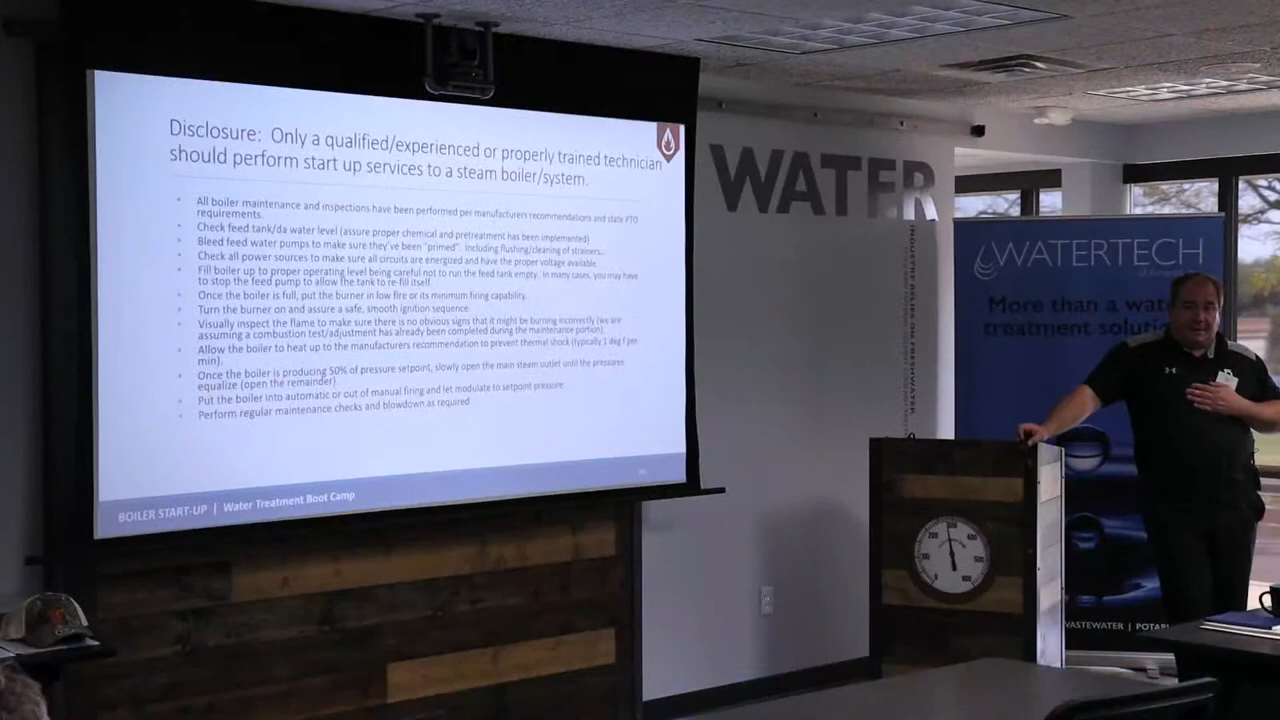 Disclosure: Only a qualified/experienced or properly trained technician
should perform start up services to a steam boiler/system.
• All boiler maintenance and inspections have been performed per manufacturers recommendations and state PTO
requirements.
• Check feed tank/da water level (assure proper chemical and pretreatment has been implemented)
• Bleed feed water pumps to make sure they've been "primed". Including flushing/cleaning of strainers...
• Check all power sources to make sure all circuits are energized and have the proper voltage available.
• Fill boiler up to proper operating level being careful not to run the feed tank empty. In many cases, you may have
to stop the feed pump to allow the tank to re-fill itself.
• Once the boiler is full, put the burner in low fire or its minimum firing capability.
• Turn the burner on and assure a safe, smooth ignition sequence.
• Visually inspect the flame to make sure there is no obvious signs that it might be burning incorrectly (we are
assuming a combustion test/adjustment has already been completed during the maintenance portion).
• Allow the boiler to heat up to the manufacturers recommendation to prevent thermal shock (typically 1 deg f per
min).
• Once the boiler is producing 50% of pressure setpoint, slowly open the main steam outlet until the pressures
equalize (open the remainder).
• Put the boiler into automatic or out of manual firing and let modulate to setpoint pressure.
• Perform regular maintenance checks and blowdown as required
BOILER START-UP | Water Treatment Boot Camp
WATER
INDUSTRY RELIES ON FRESHWATER.
WATERTECH
of America
More than a wate
treatment soluti
WASTEWATER | POTAB